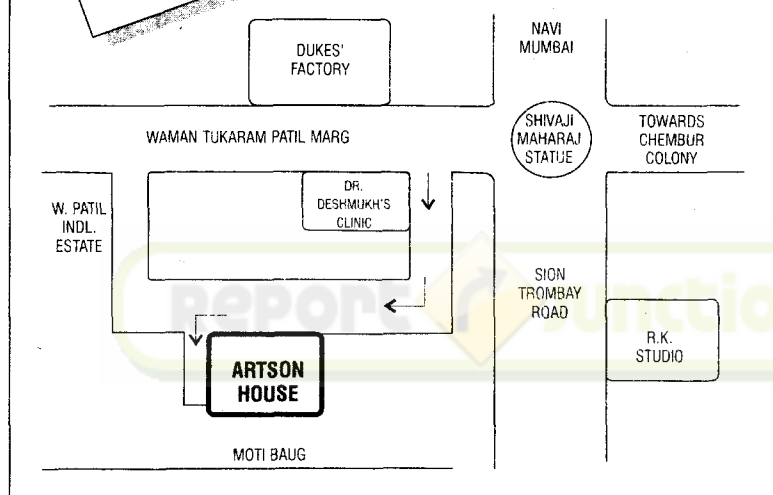 NAVI
MUMBAI
DUKES'
FACTORY
WAMAN TUKARAM PATIL MARG
SHIVAJI
MAHARAJ
STATUE
TOWARDS
CHEMBUR
COLONY
DR.
DESHMUKH'S
CLINIC
W. PATIL
INDL.
ESTATE
SION
TROMBAY
ROAD
R.K.
STUDIO
ARTSON
HOUSE
MOTI BAUG